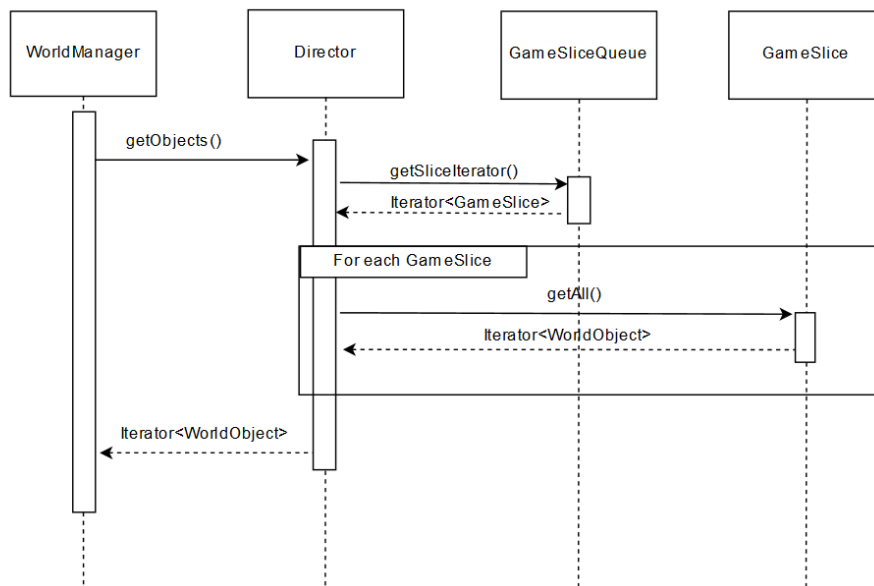 WorldManager
Director
GameSliceQueue
GameSlice
getObjects()
getSliceIterator()
Iterator<GameSlice>
For each GameSlice
getAll()
Iterator<WorldObject>
Iterator<WorldObject>